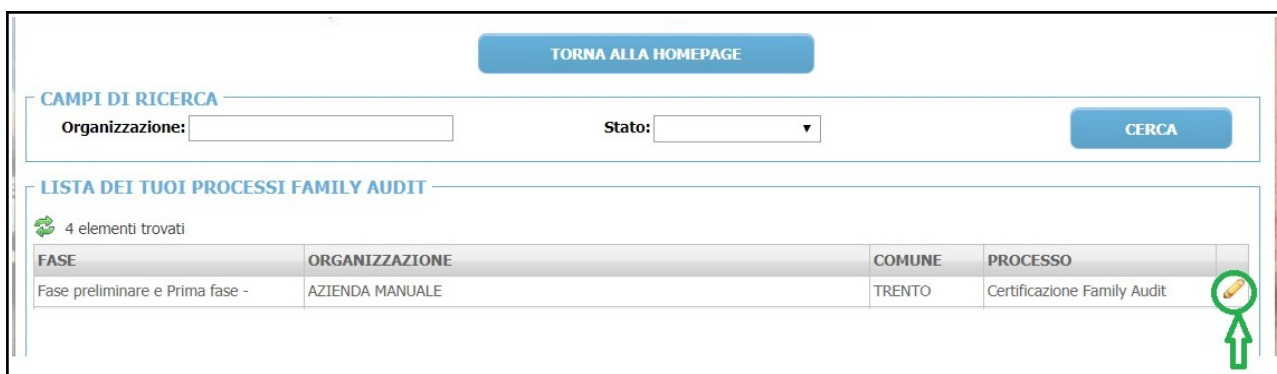 TORNA ALLA HOMEPAGE
CAMPI DI RICERCA
Organizzazione: Stato: CERCA
LISTA DEI TUOI PROCESSI FAMILY AUDIT
4 elementi trovati
FASE ORGANIZZAZIONE COMUNE PROCESSO
Fase preliminare e Prima fase - AZIENDA MANUALE TRENTO Certificazione Family Audit